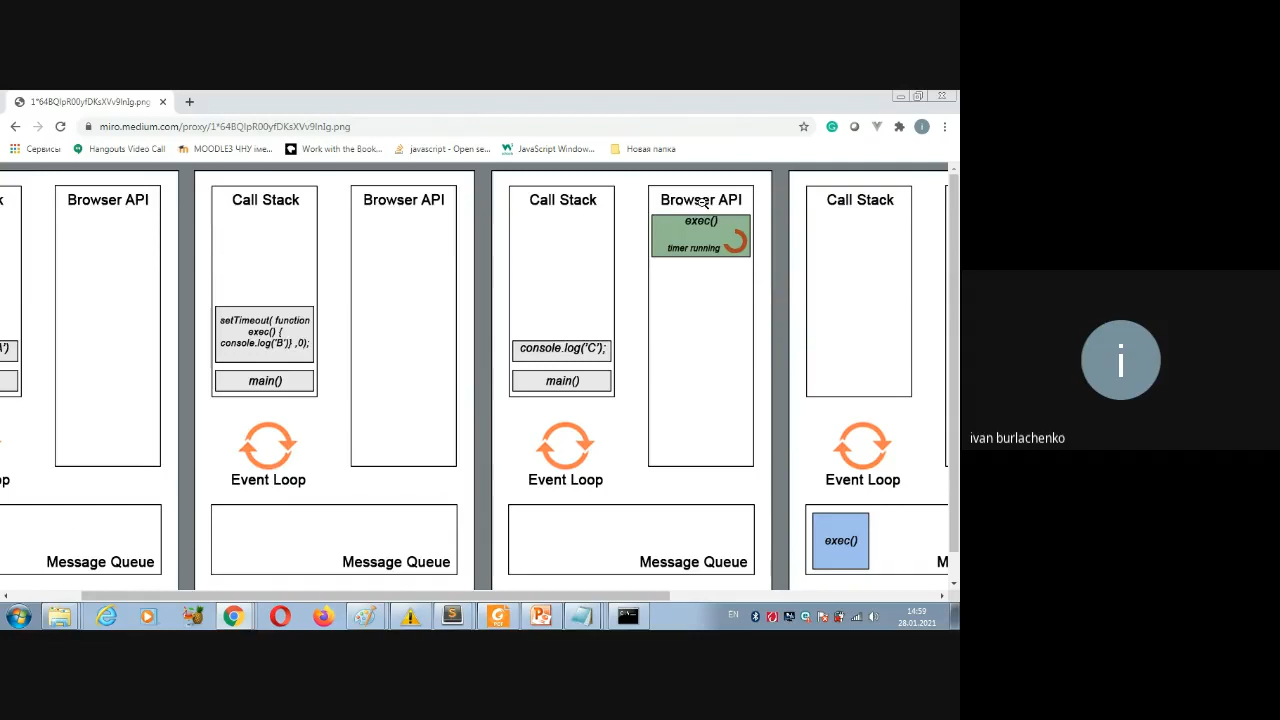 1*64BQIpR00yfDKsXVv9InIg.png
miro.medium.com/proxy/1*64BQIpR00yfDKsXVv9InIg.png
Сервисы
Hangouts Video Call
MOODLE3 ЧНУ іме...
Work with the Book...
javascript - Open se...
JavaScript Window...
Новая папка
k
Browser API
A')
op
Message Queue
Call Stack
Browser API
setTimeout( function
exec() {
console.log('B')} ,0);
main()
Event Loop
Message Queue
Call Stack
Browser API
exec()
timer running
console.log('C');
main()
Event Loop
Message Queue
Call Stack
Event Loop
exec()
M
EN
14:59
28.01.2021
i
ivan burlachenko